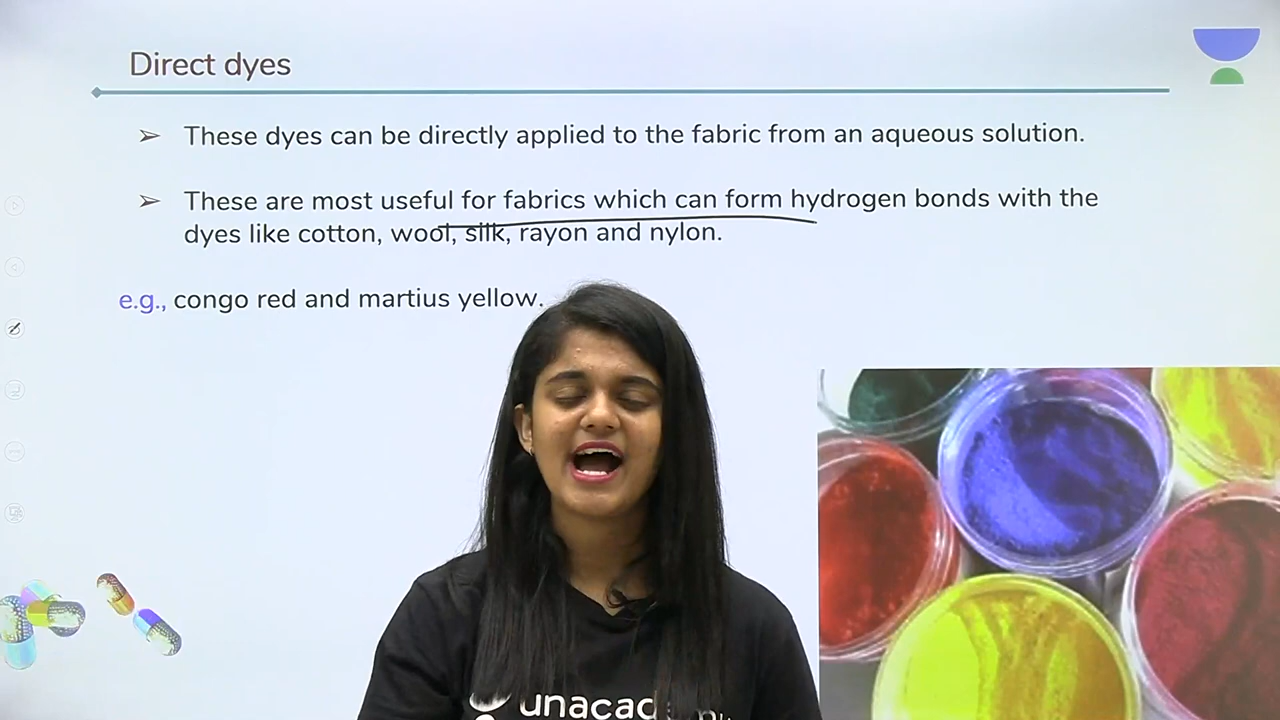 Direct dyes
➢ These dyes can be directly applied to the fabric from an aqueous solution.
➢ These are most useful for fabrics which can form hydrogen bonds with the
dyes like cotton, wool, silk, rayon and nylon.
e.g., congo red and martius yellow.
unacad